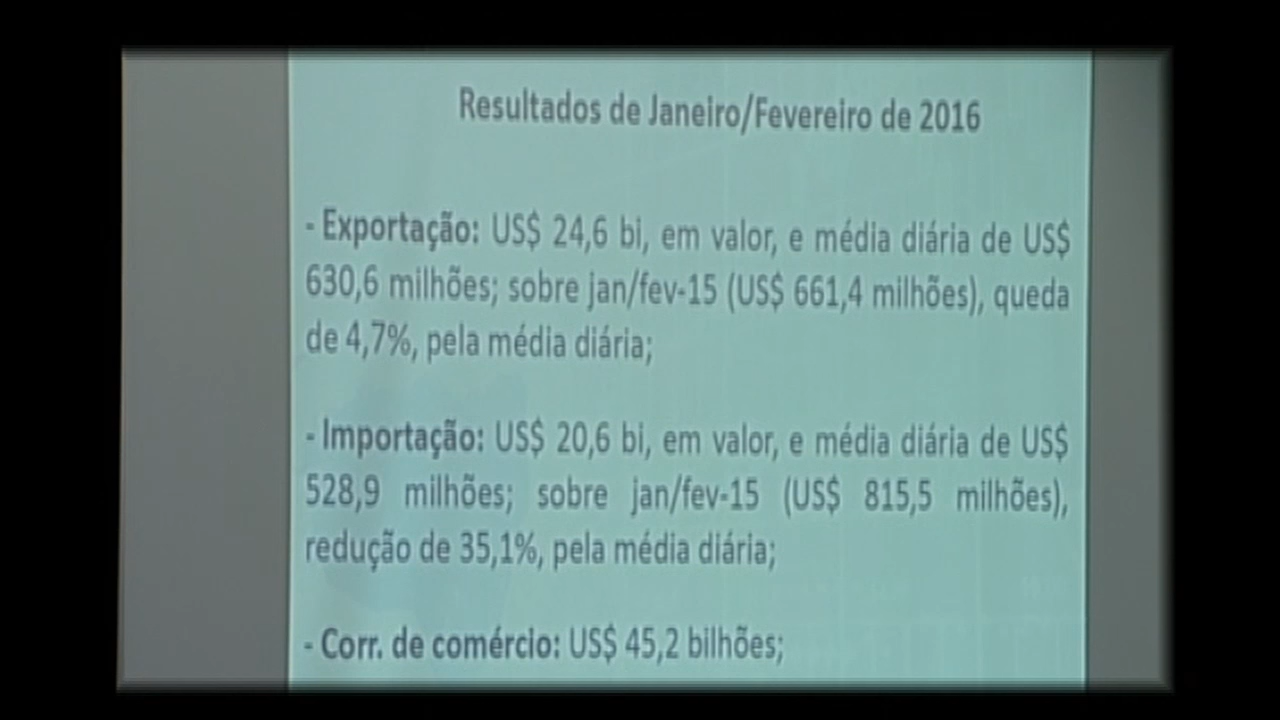 Resultados de Janeiro/Fevereiro de 2016
- Exportação: US$ 24,6 bi, em valor, e média diária de US$
630,6 milhões; sobre jan/fev-15 (US$ 661,4 milhões), queda
de 4,7%, pela média diária;
- Importação: US$ 20,6 bi, em valor, e média diária de US$
528,9 milhões; sobre jan/fev-15 (US$ 815,5 milhões),
redução de 35,1%, pela média diária;
- Corr. de comércio: US$ 45,2 bilhões;